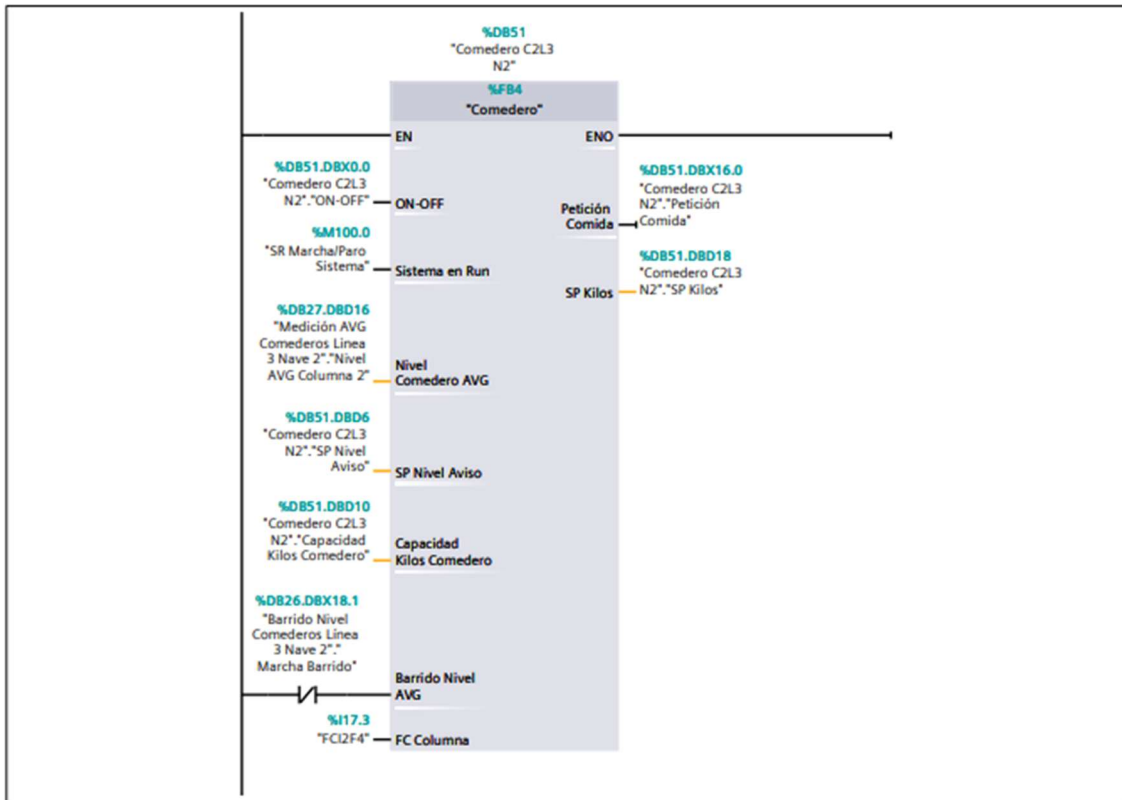 %DB51
"Comedero C2L3
N2"
%FB4
"Comedero"
EN
ENO
%DB51.DBX0.0
"Comedero C2L3
N2"."ON-OFF"
ON-OFF
%DB51.DBX16.0
"Comedero C2L3
N2"."Petición
Comida"
Petición
Comida
%M100.0
"SR Marcha/Paro
Sistema"
Sistema en Run
%DB51.DBD18
"Comedero C2L3
N2"."SP Kilos"
SP Kilos
%DB27.DBD16
"Medición AVG
Comederos Linea
3 Nave 2"."Nivel
AVG Columna 2"
Nivel
Comedero AVG
%DB51.DBD6
"Comedero C2L3
N2"."SP Nivel
Aviso"
SP Nivel Aviso
%DB51.DBD10
"Comedero C2L3
N2"."Capacidad
Kilos Comedero"
Capacidad
Kilos Comedero
%DB26.DBX18.1
"Barrido Nivel
Comederos Línea
3 Nave 2"."
Marcha Barrido"
Barrido Nivel
AVG
%I17.3
"FCI2F4"
FC Columna